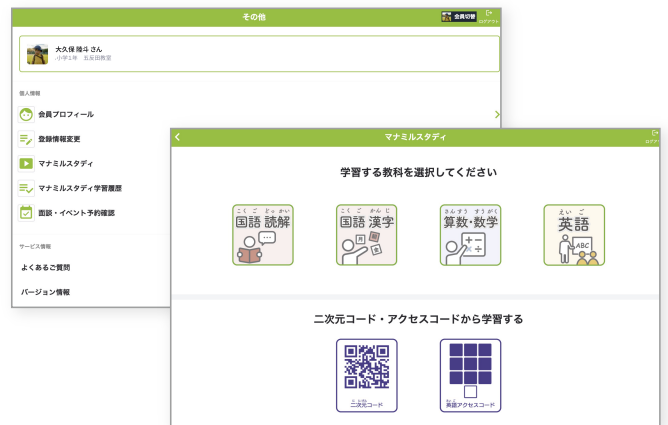 その他
会員切替
ログアウト
大久保 陸斗 さん
小学1年 五反田教室
個人情報
会員プロフィール
登録情報変更
マナミルスタディ
マナミルスタディ学習履歴
面談・イベント予約確認
サービス情報
よくあるご質問
バージョン情報
マナミルスタディ
ログア
学習する教科を選択してください
こくご どっかい
国語 読解
こくご かんじ
国語 漢字
さんすう すうがく
算数・数学
えいご
英語
ABC
二次元コード・アクセスコードから学習する
二次元コード
英語アクセスコード